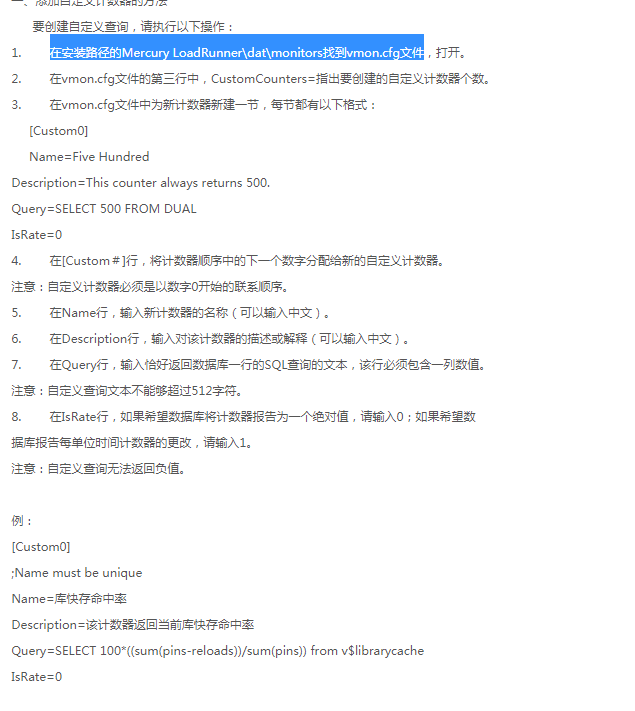 一、添加自定义计数器的方法
要创建自定义查询，请执行以下操作：
1. 在安装路径的Mercury LoadRunner\dat\monitors找到vmon.cfg文件，打开。
2. 在vmon.cfg文件的第三行中，CustomCounters=指出要创建的自定义计数器个数。
3. 在vmon.cfg文件中为新计数器新建一节，每节都有以下格式：
[Custom0]
Name=Five Hundred
Description=This counter always returns 500.
Query=SELECT 500 FROM DUAL
IsRate=0
4. 在[Custom＃]行，将计数器顺序中的下一个数字分配给新的自定义计数器。
注意：自定义计数器必须是以数字0开始的联系顺序。
5. 在Name行，输入新计数器的名称（可以输入中文）。
6. 在Description行，输入对该计数器的描述或解释（可以输入中文）。
7. 在Query行，输入恰好返回数据库一行的SQL查询的文本，该行必须包含一列数值。
注意：自定义查询文本不能够超过512字符。
8. 在IsRate行，如果希望数据库将计数器报告为一个绝对值，请输入0；如果希望数
据库报告每单位时间计数器的更改，请输入1。
注意：自定义查询无法返回负值。
例：
[Custom0]
;Name must be unique
Name=库快存命中率
Description=该计数器返回当前库快存命中率
Query=SELECT 100*((sum(pins-reloads))/sum(pins)) from v$librarycache
IsRate=0